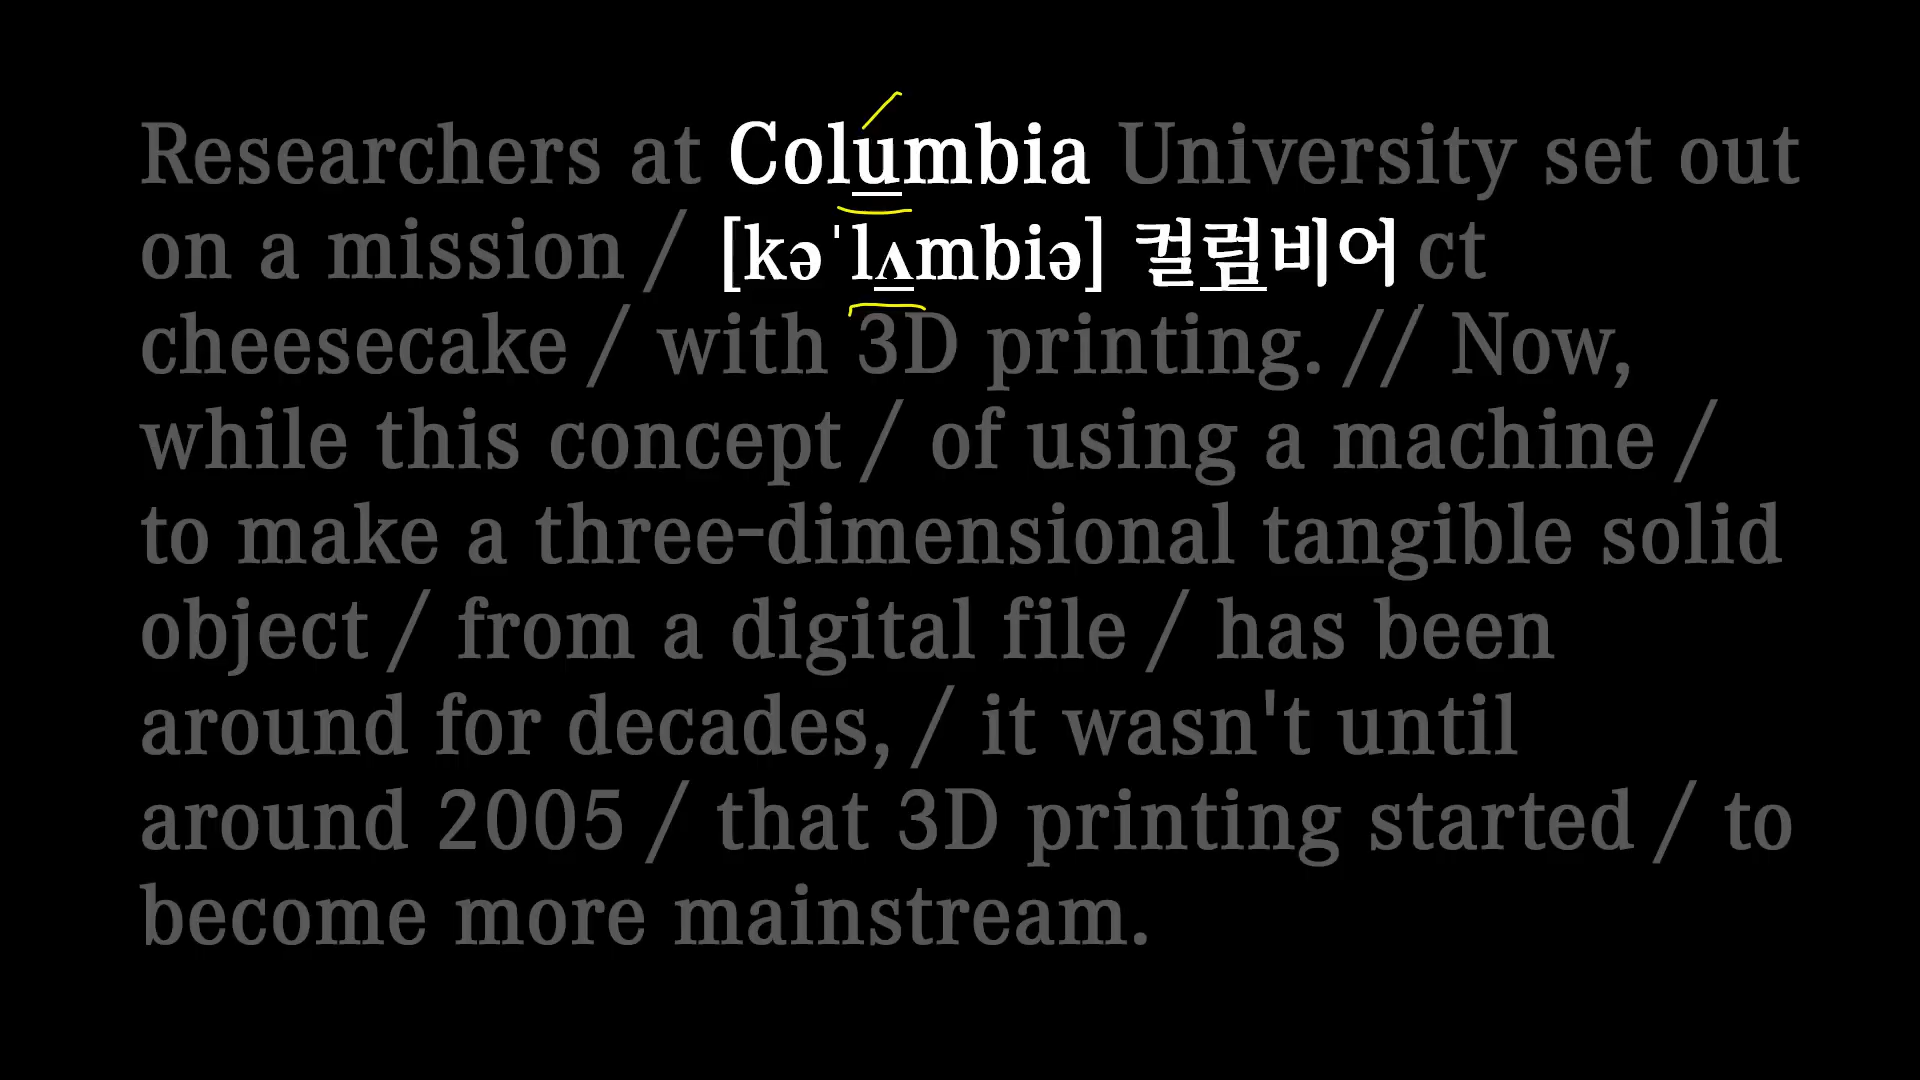 Researchers at Columbia University set out
on a mission / [kəˈlʌmbiə] 컬럼비어 ct
cheesecake / with 3D printing. // Now,
while this concept / of using a machine /
to make a three-dimensional tangible solid
object / from a digital file / has been
around for decades, / it wasn't until
around 2005 / that 3D printing started / to
become more mainstream.